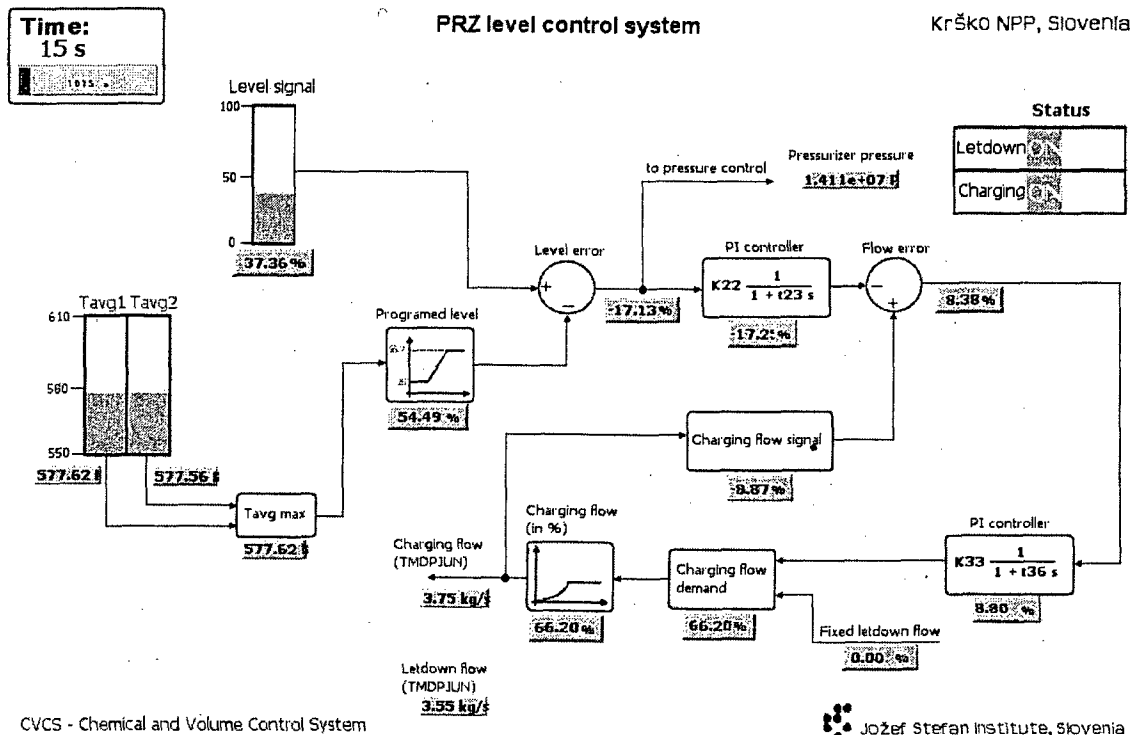 Time:
15 s
PRZ level control system
Krško NPP, Slovenia
Level signal
100
50
0
37.36 %
Status
Letdown
Charging
to pressure control
Pressurizer pressure
1.411e+07
Level error
+
−
-17.13 %
PI controller
K22 1
1 + t23 s
-17.2 %
Flow error
−
+
8.38 %
Tavg1 Tavg2
610
560
550
577.62
577.56
Programed level
54.49 %
Tavg max
577.62
Charging flow signal
-8.87 %
Charging flow
(in %)
66.20 %
Charging flow
(TMDPJUN)
3.75 kg/s
Charging flow
demand
66.20 %
PI controller
K33 1
1 + t36 s
8.80 %
Fixed letdown flow
0.00 %
Letdown flow
(TMDPJUN)
3.55 kg/s
CVCS - Chemical and Volume Control System
Jožef Stefan Institute, Slovenia